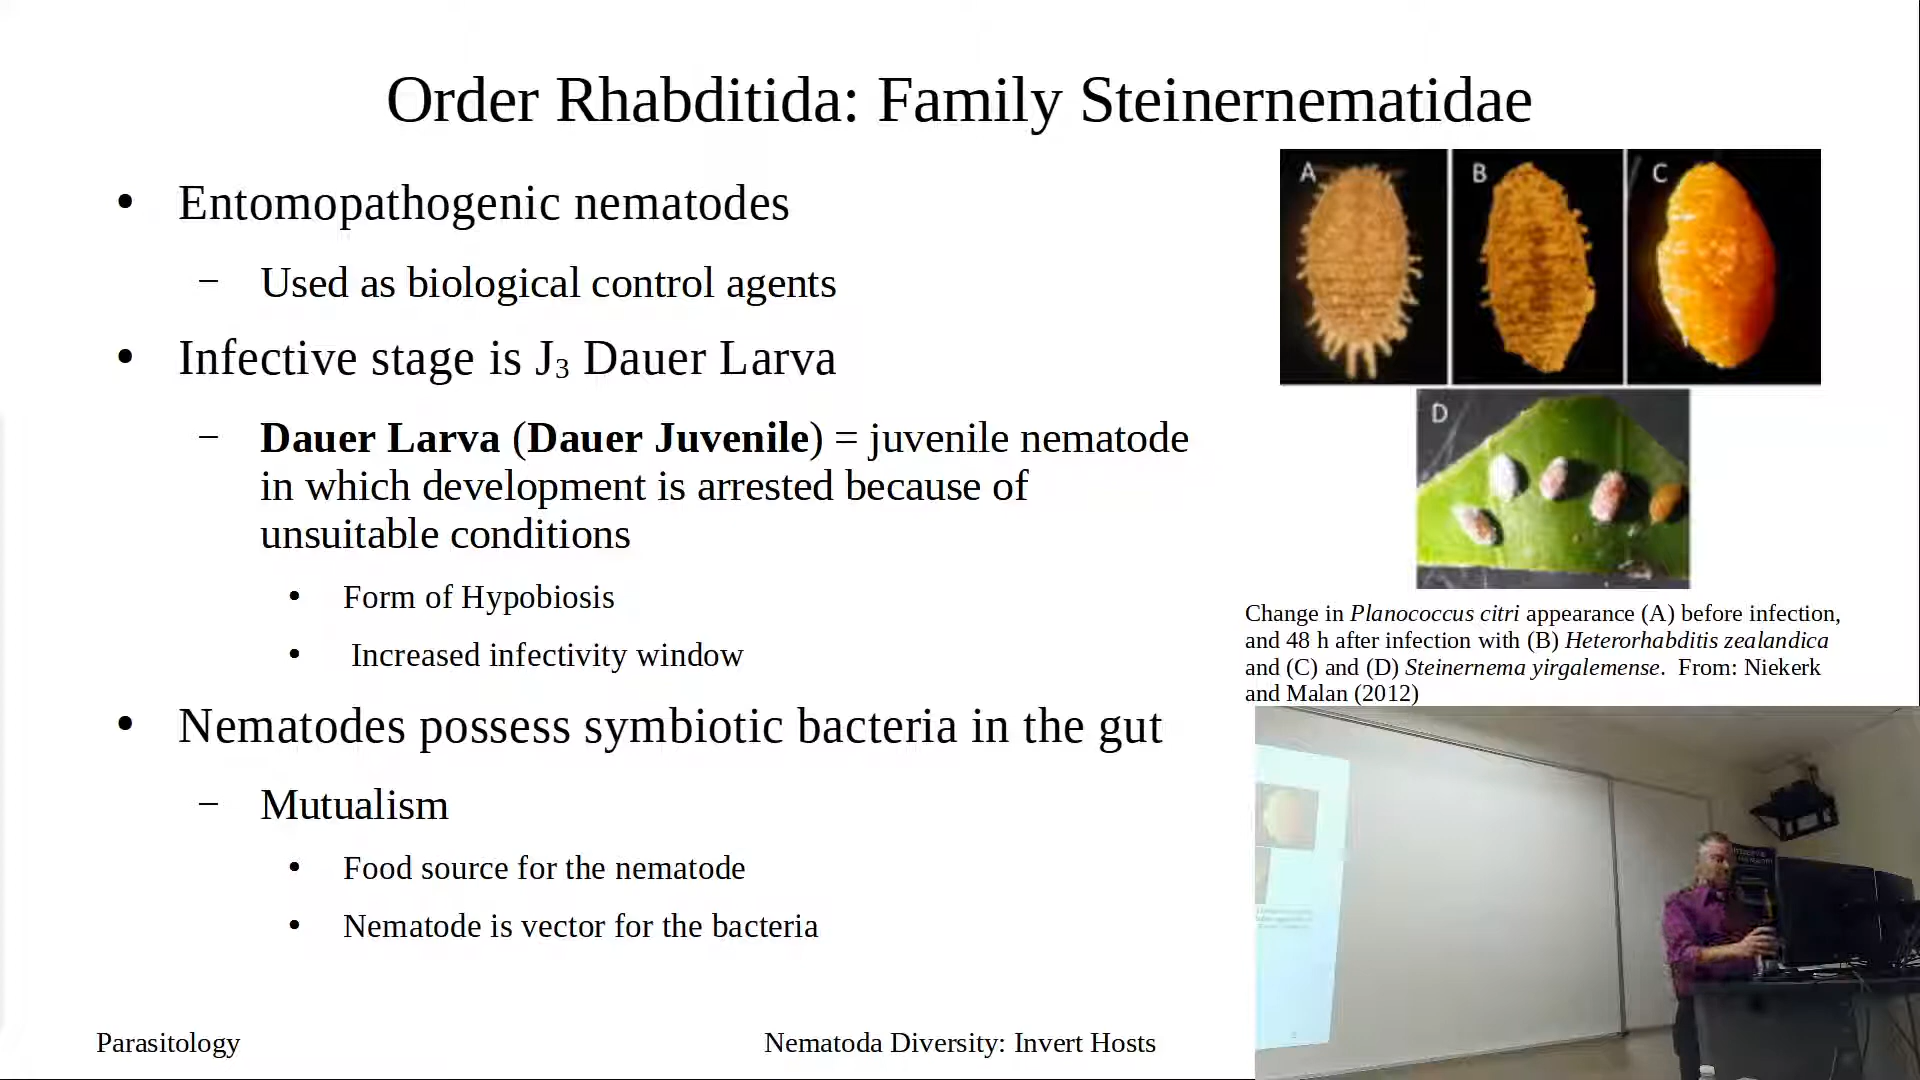 Order Rhabditida: Family Steinernematidae
• Entomopathogenic nematodes
– Used as biological control agents
• Infective stage is J₃ Dauer Larva
– Dauer Larva (Dauer Juvenile) = juvenile nematode
in which development is arrested because of
unsuitable conditions
• Form of Hypobiosis
• Increased infectivity window
• Nematodes possess symbiotic bacteria in the gut
– Mutualism
• Food source for the nematode
• Nematode is vector for the bacteria
A B C
D
Change in Planococcus citri appearance (A) before infection,
and 48 h after infection with (B) Heterorhabditis zealandica
and (C) and (D) Steinernema yirgalemense. From: Niekerk
and Malan (2012)
Parasitology
Nematoda Diversity: Invert Hosts